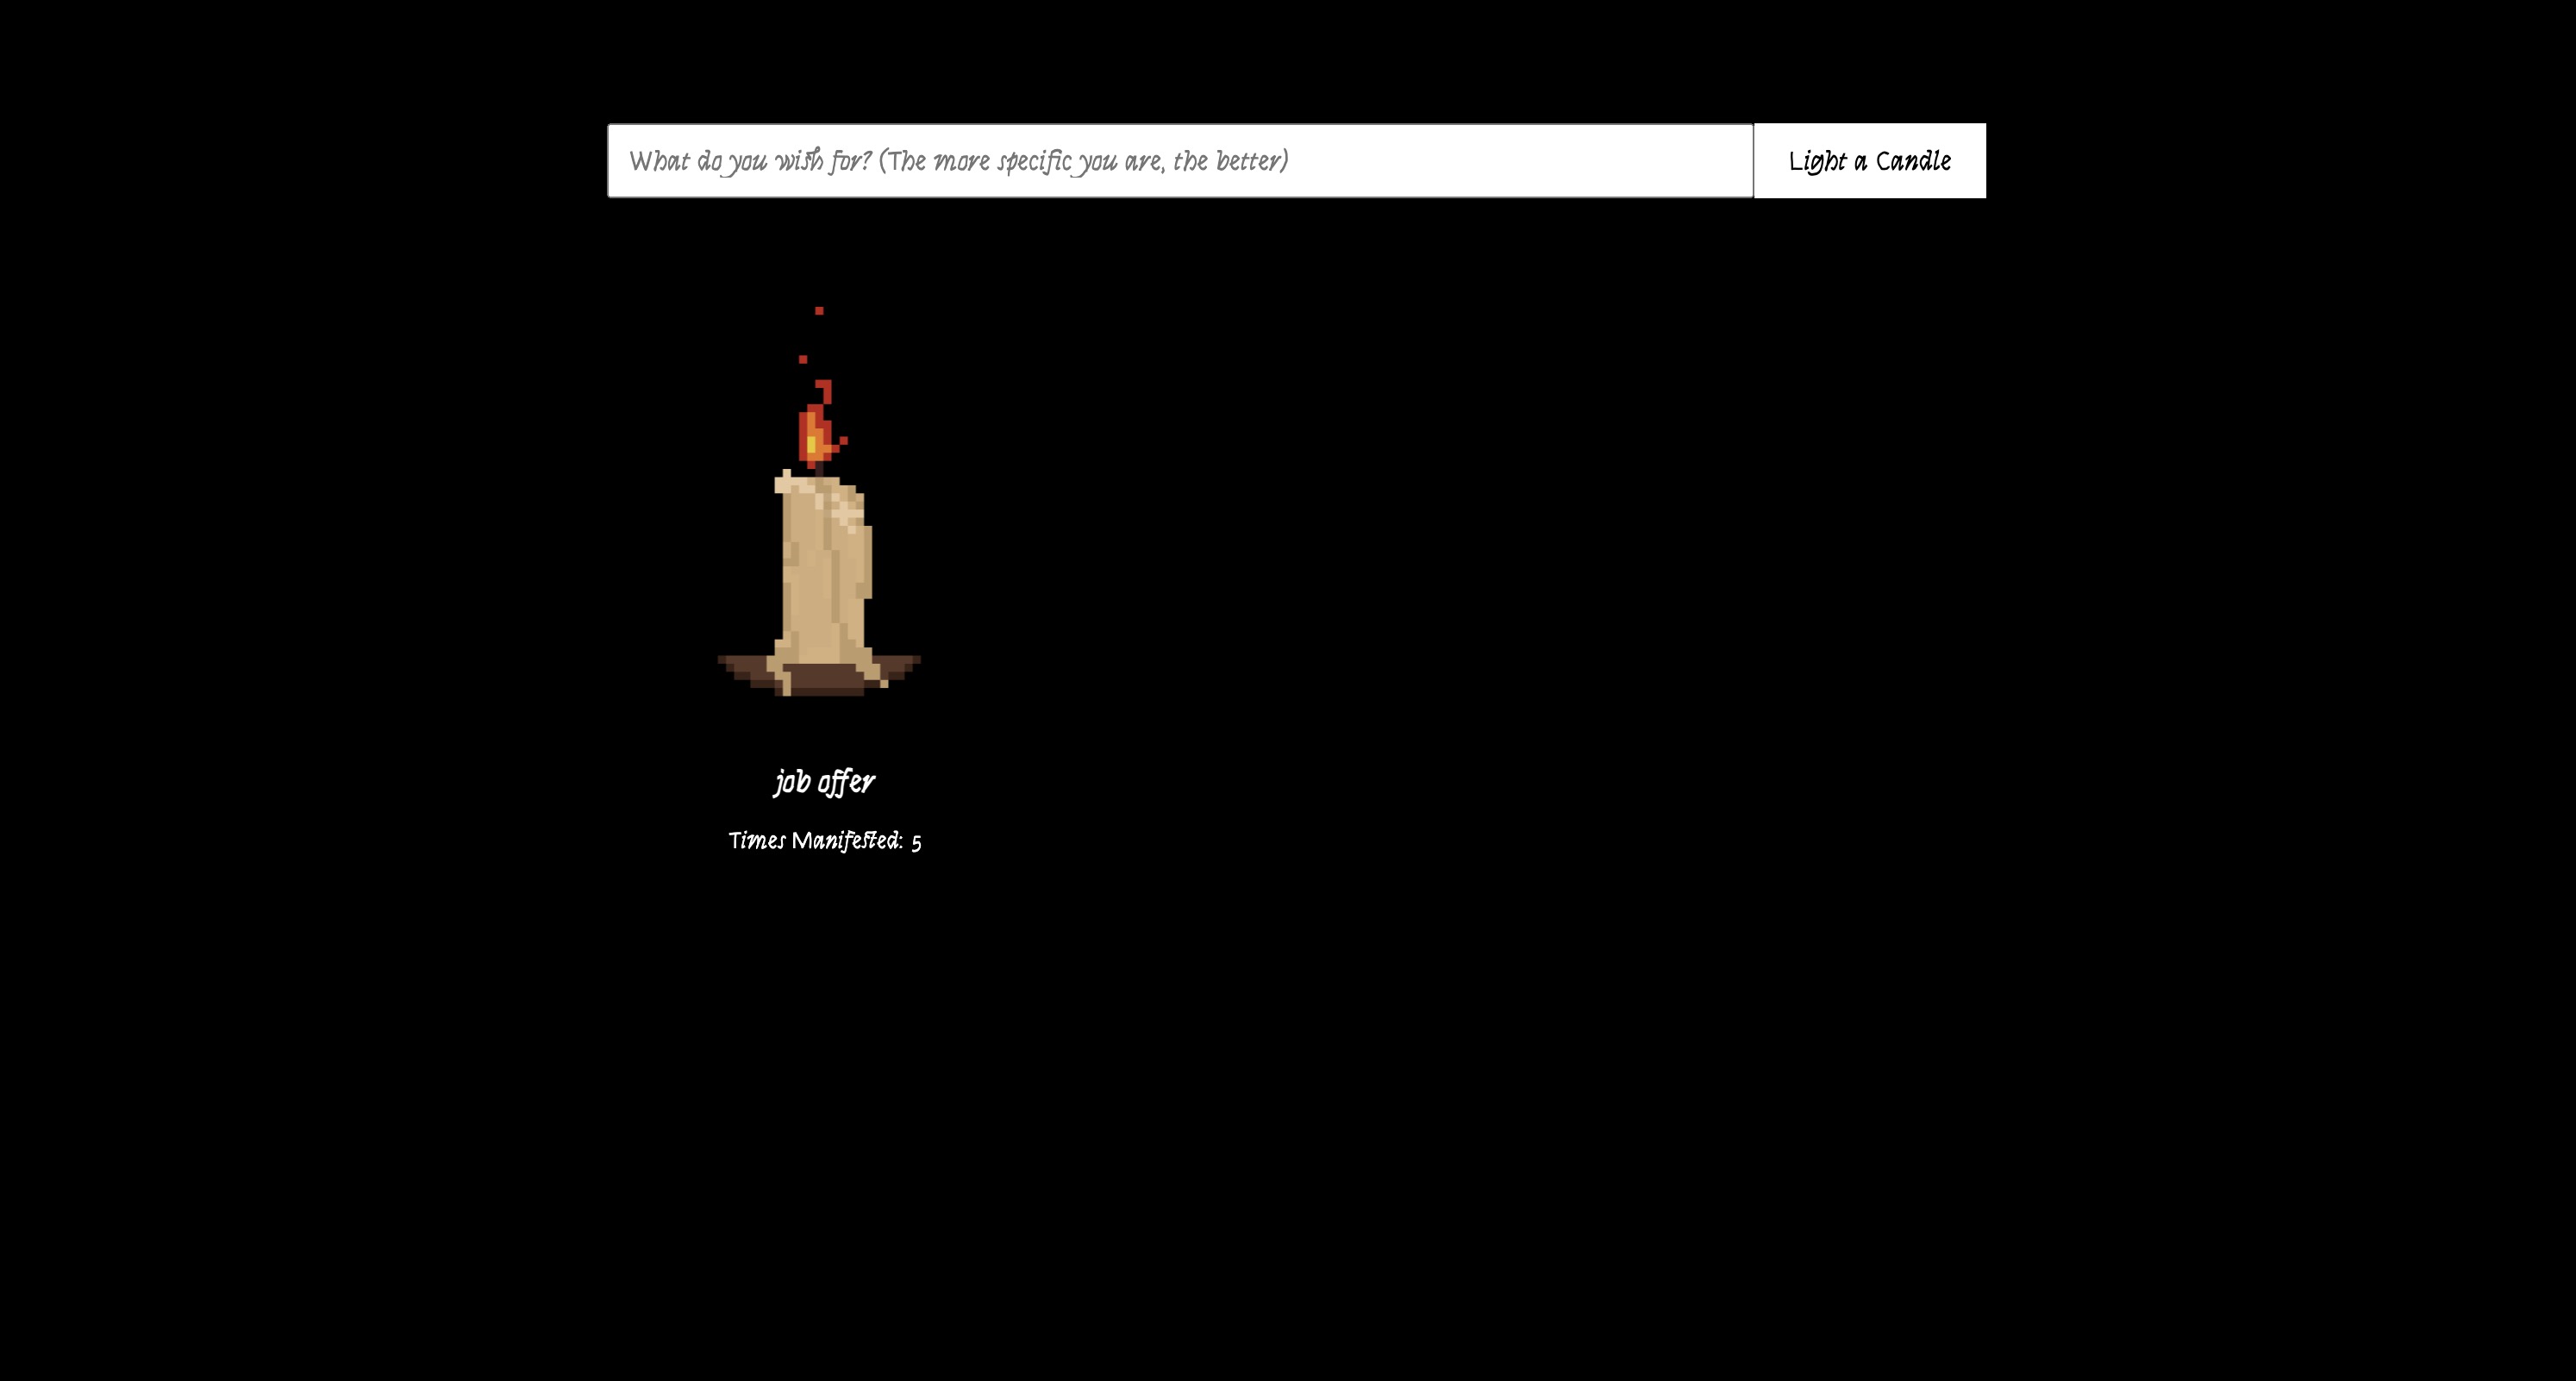 What do you wish for? (The more specific you are, the better)
Light a Candle
job offer
Times Manifested: 5